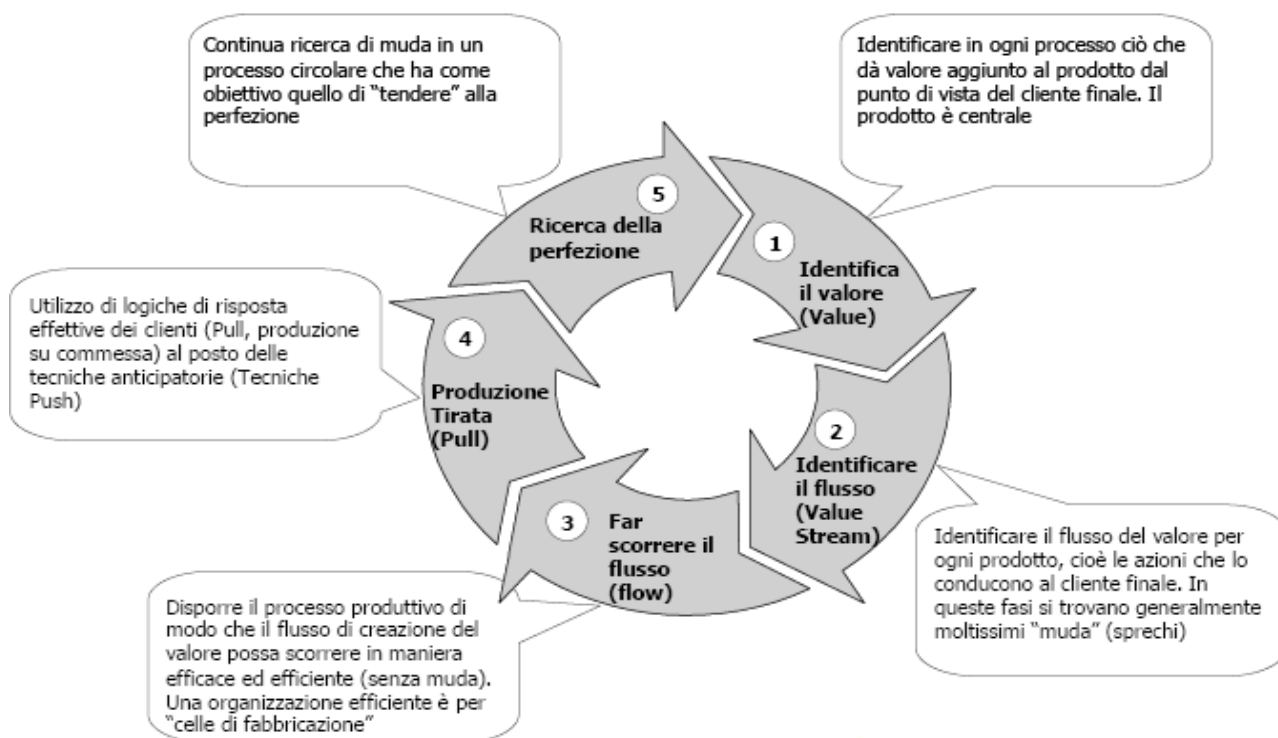 Continua ricerca di muda in un
processo circolare che ha come
obiettivo quello di “tendere” alla
perfezione
Identificare in ogni processo ciò che
dà valore aggiunto al prodotto dal
punto di vista del cliente finale. Il
prodotto è centrale
5
Ricerca della
perfezione
1
Identifica
il valore
(Value)
Utilizzo di logiche di risposta
effettive dei clienti (Pull, produzione
su commessa) al posto delle
tecniche anticipatorie (Tecniche
Push)
4
Produzione
Tirata
(Pull)
2
Identificare
il flusso
(Value
Stream)
3
Far
scorrere il
flusso
(flow)
Identificare il flusso del valore per
ogni prodotto, cioè le azioni che lo
conducono al cliente finale. In
queste fasi si trovano generalmente
moltissimi “muda” (sprechi)
Disporre il processo produttivo di
modo che il flusso di creazione del
valore possa scorrere in maniera
efficace ed efficiente (senza muda).
Una organizzazione efficiente è per
“celle di fabbricazione”